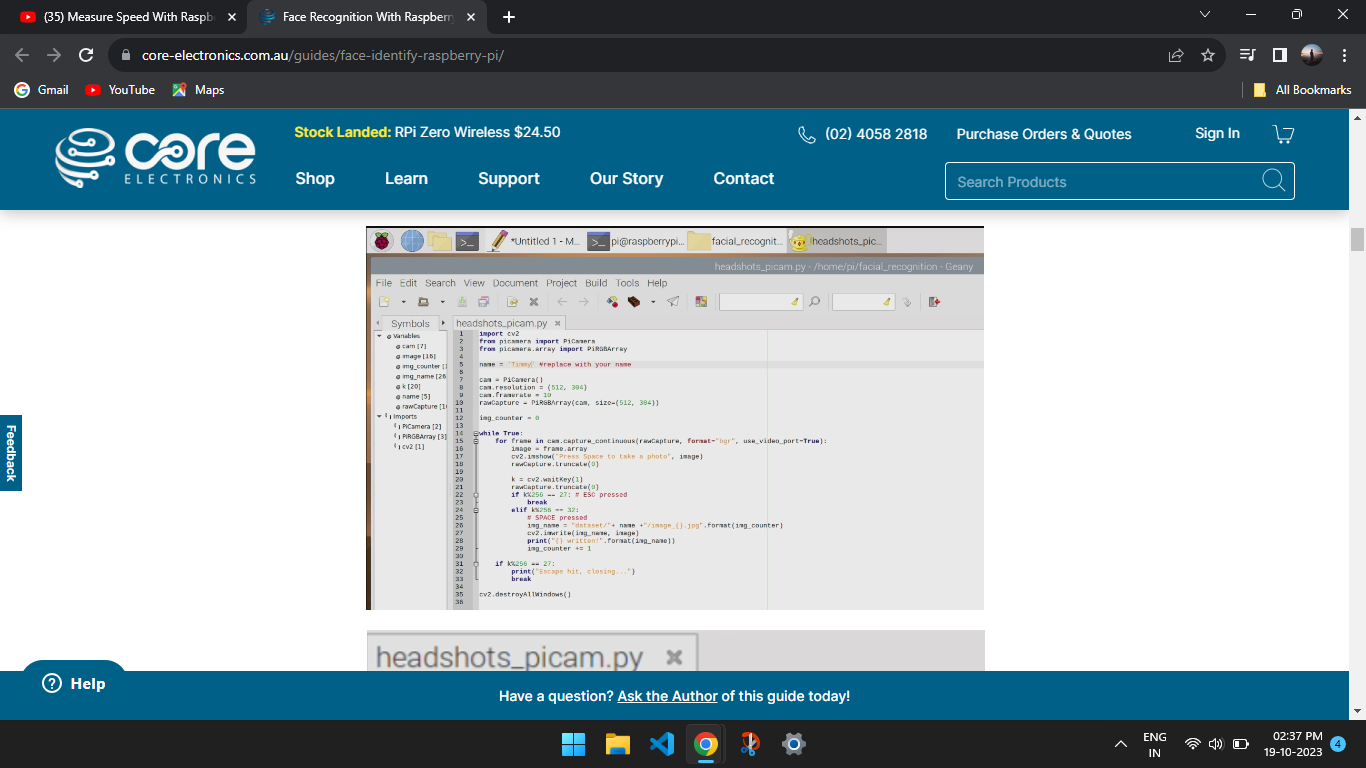 (35) Measure Speed With Raspb
Face Recognition With Raspberry
core-electronics.com.au/guides/face-identify-raspberry-pi/
Gmail YouTube Maps All Bookmarks
core ELECTRONICS
Stock Landed: RPi Zero Wireless $24.50
(02) 4058 2818 Purchase Orders & Quotes Sign In
Shop Learn Support Our Story Contact
Search Products
*Untitled 1 - M... pi@raspberrypi... facial_recognit... headshots_pic...
headshots_picam.py - /home/pi/facial_recognition - Geany
File Edit Search View Document Project Build Tools Help
Symbols
Variables
cam [7]
image [16]
img_counter [1
img_name [26
k [20]
name [5]
rawCapture [1
Imports
PiCamera [2]
PiRGBArray [3]
cv2 [1]
headshots_picam.py
1 import cv2
2 from picamera import PiCamera
3 from picamera.array import PiRGBArray
4
5 name = 'Timmy' #replace with your name
6
7 cam = PiCamera()
8 cam.resolution = (512, 304)
9 cam.framerate = 10
10 rawCapture = PiRGBArray(cam, size=(512, 304))
11
12 img_counter = 0
13
14 while True:
15 for frame in cam.capture_continuous(rawCapture, format="bgr", use_video_port=True):
16 image = frame.array
17 cv2.imshow("Press Space to take a photo", image)
18 rawCapture.truncate(0)
19
20 k = cv2.waitKey(1)
21 rawCapture.truncate(0)
22 if k%256 == 27: # ESC pressed
23 break
24 elif k%256 == 32:
25 # SPACE pressed
26 img_name = "dataset/"+ name +"/image_{}.jpg".format(img_counter)
27 cv2.imwrite(img_name, image)
28 print("{} written!".format(img_name))
29 img_counter += 1
30
31 if k%256 == 27:
32 print("Escape hit, closing...")
33 break
34
35 cv2.destroyAllWindows()
36
headshots_picam.py
Feedback
Help
Have a question? Ask the Author of this guide today!
ENG
IN
02:37 PM
19-10-2023
4